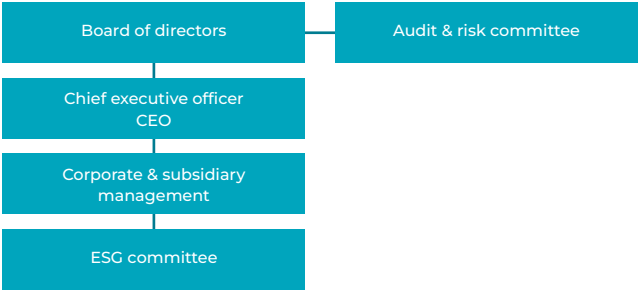 Board of directors
Audit & risk committee
Chief executive officer
CEO
Corporate & subsidiary
management
ESG committee